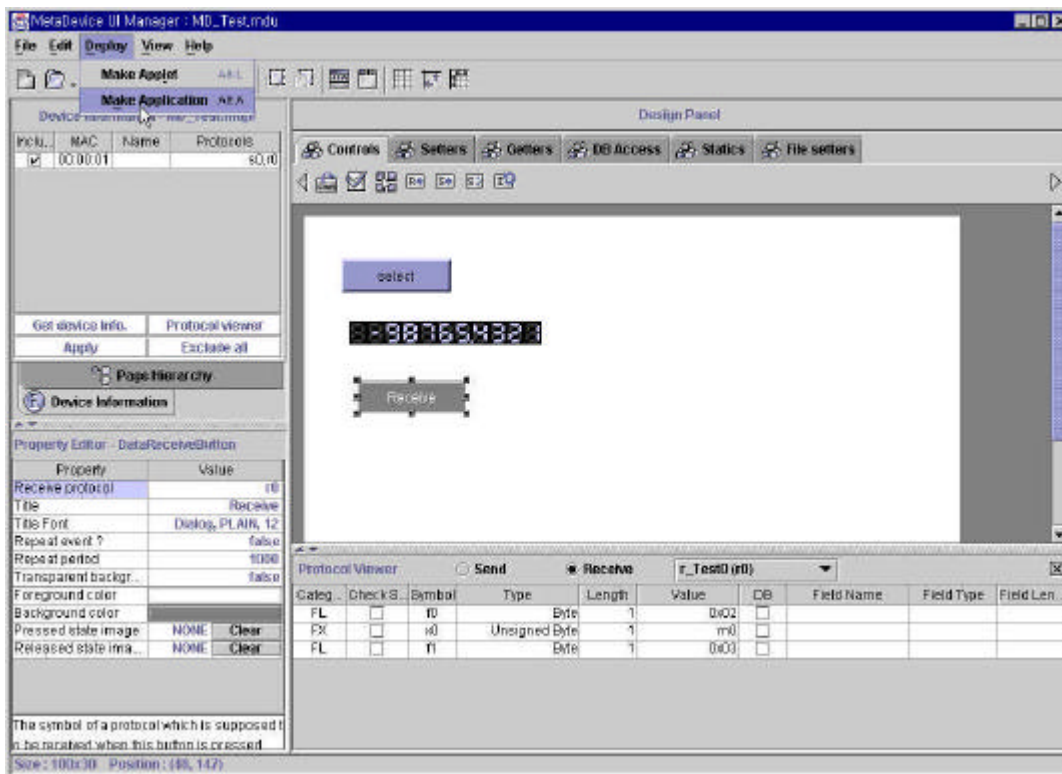 MetaDevice UI Manager : MD_Test.mdu
File Edit Deploy View Help
Make Applet
Make Application
Design Panel
Inclu.. MAC Name Protocols
00:00:01 s0,r0
Controls Setters Getters DB Access Statics File setters
select
987654321
Receive
Get device Info. Protocol viewer
Apply Exclude all
Page Hierarchy
Device Information
Property Editor - DataReceiveButton
Property Value
Receive protocol r0
Title Receive
Title Font Dialog, PLAIN, 12
Repeat event ? false
Repeat period 1000
Transparent backgr... false
Foreground color
Background color
Pressed state image NONE Clear
Released state ima... NONE Clear
The symbol of a protocol which is supposed t
o be received when this button is pressed
Protocol Viewer Send Receive r_Test0 (r0)
Categ... Check S... Symbol Type Length Value DB Field Name Field Type Field Len...
FL f0 Byte 1 0x02
FX x0 Unsigned Byte 1 m0
FL f1 Byte 1 0x03
Size : 100x30 Position : (48, 147)